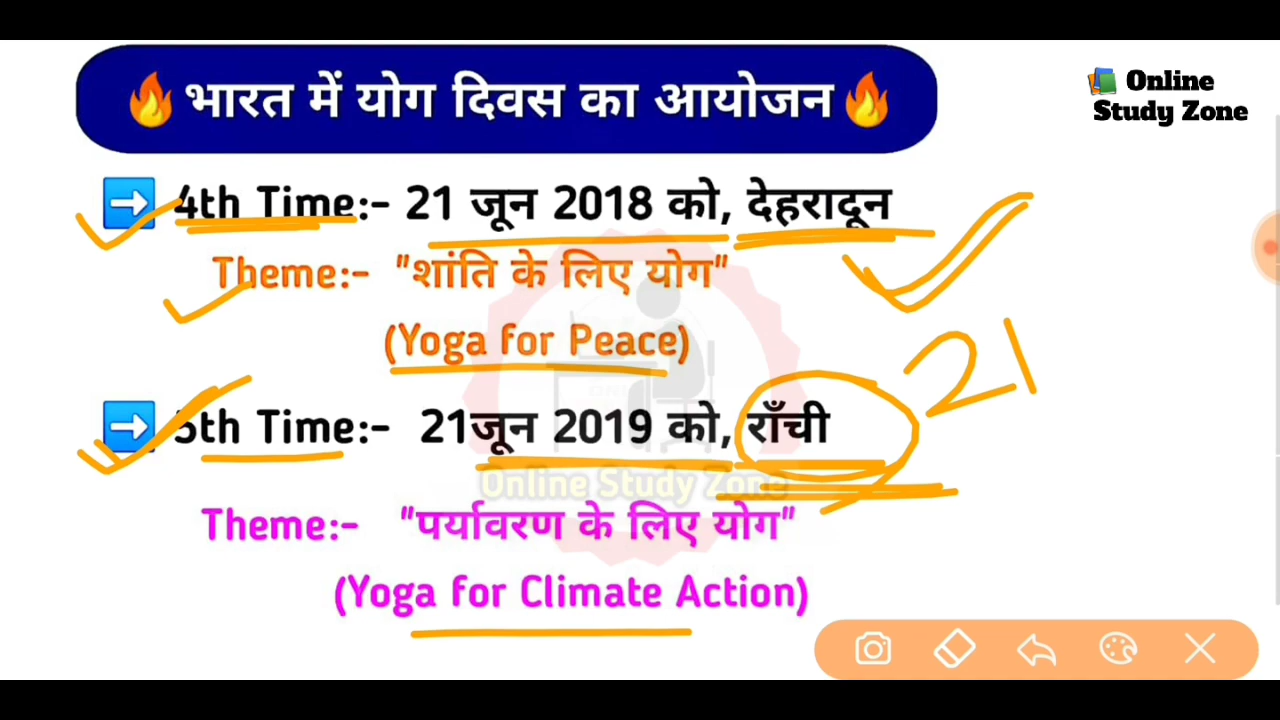 🔥भारत में योग दिवस का आयोजन🔥
Online
Study Zone
➡️ 4th Time:- 21 जून 2018 को, देहरादून
Theme:- "शांति के लिए योग"
(Yoga for Peace)
21
➡️ 5th Time:- 21जून 2019 को, राँची
Online Study Zone
Theme:- "पर्यावरण के लिए योग"
(Yoga for Climate Action)